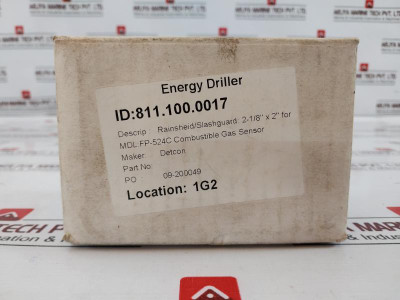 Energy Driller
ID:811.100.0017
Descrip Rainsheid/Slashguard: 2-1/8" x 2" for
MDL.FP-524C Combustible Gas Sensor
Maker Detcon
Part No:
PO 09-200049
Location: 1G2